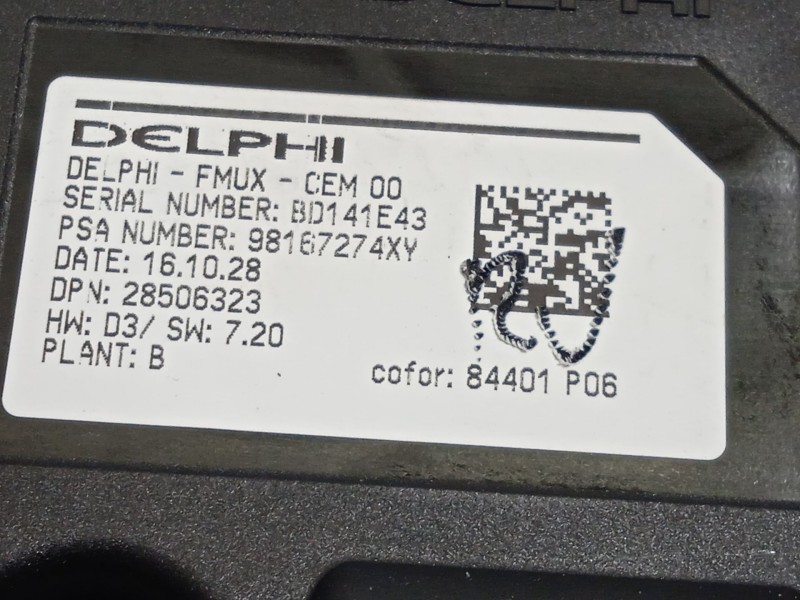 DELPHI
DELPHI
DELPHI - FMUX - CEM 00
SERIAL NUMBER: BD141E43
PSA NUMBER: 98167274XY
DATE: 16.10.28
DPN: 28506323
HW: D3/ SW: 7.20
PLANT: B
cofor: 84401 P06